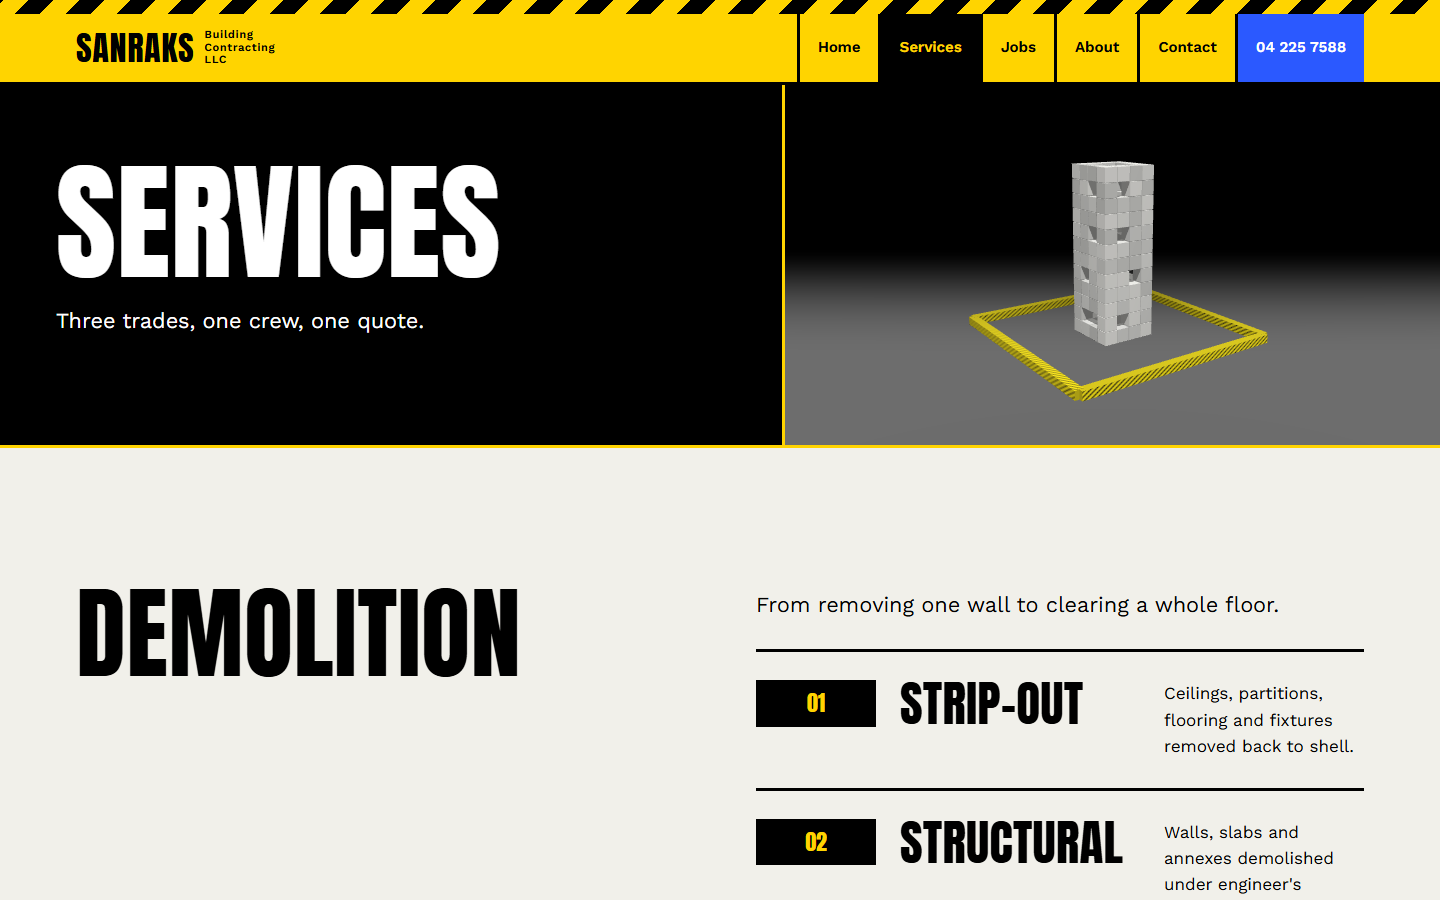 SANRAKS
Building
Contracting
LLC
Home
Services
Jobs
About
Contact
04 225 7588
SERVICES
Three trades, one crew, one quote.
DEMOLITION
From removing one wall to clearing a whole floor.
01
STRIP-OUT
Ceilings, partitions,
flooring and fixtures
removed back to shell.
02
STRUCTURAL
Walls, slabs and
annexes demolished
under engineer's